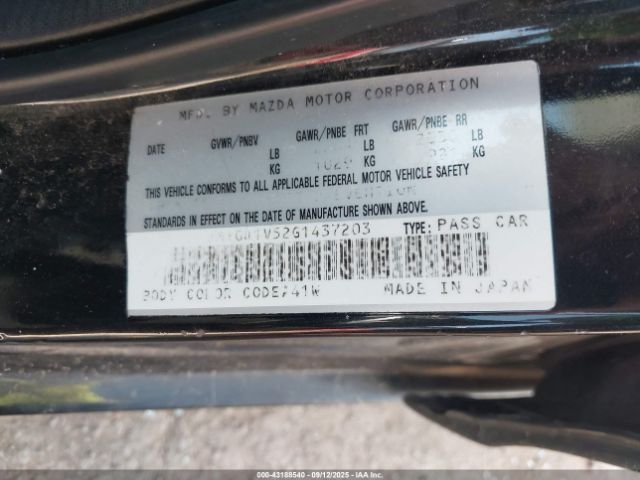 MFD. BY MAZDA MOTOR CORPORATION
DATE GVWR/PNBV GAWR/PNBE FRT GAWR/PNBE RR
LB LB LB
KG 1029 KG KG
THIS VEHICLE CONFORMS TO ALL APPLICABLE FEDERAL MOTOR VEHICLE SAFETY
STANDARDS IN EFFECT ON THE DATE OF MANUFACTURE SHOWN ABOVE.
V52G1437203 TYPE: PASS CAR
BODY COLOR CODE:41W MADE IN JAPAN
000-43188540 - 09/12/2025 - IAA Inc.